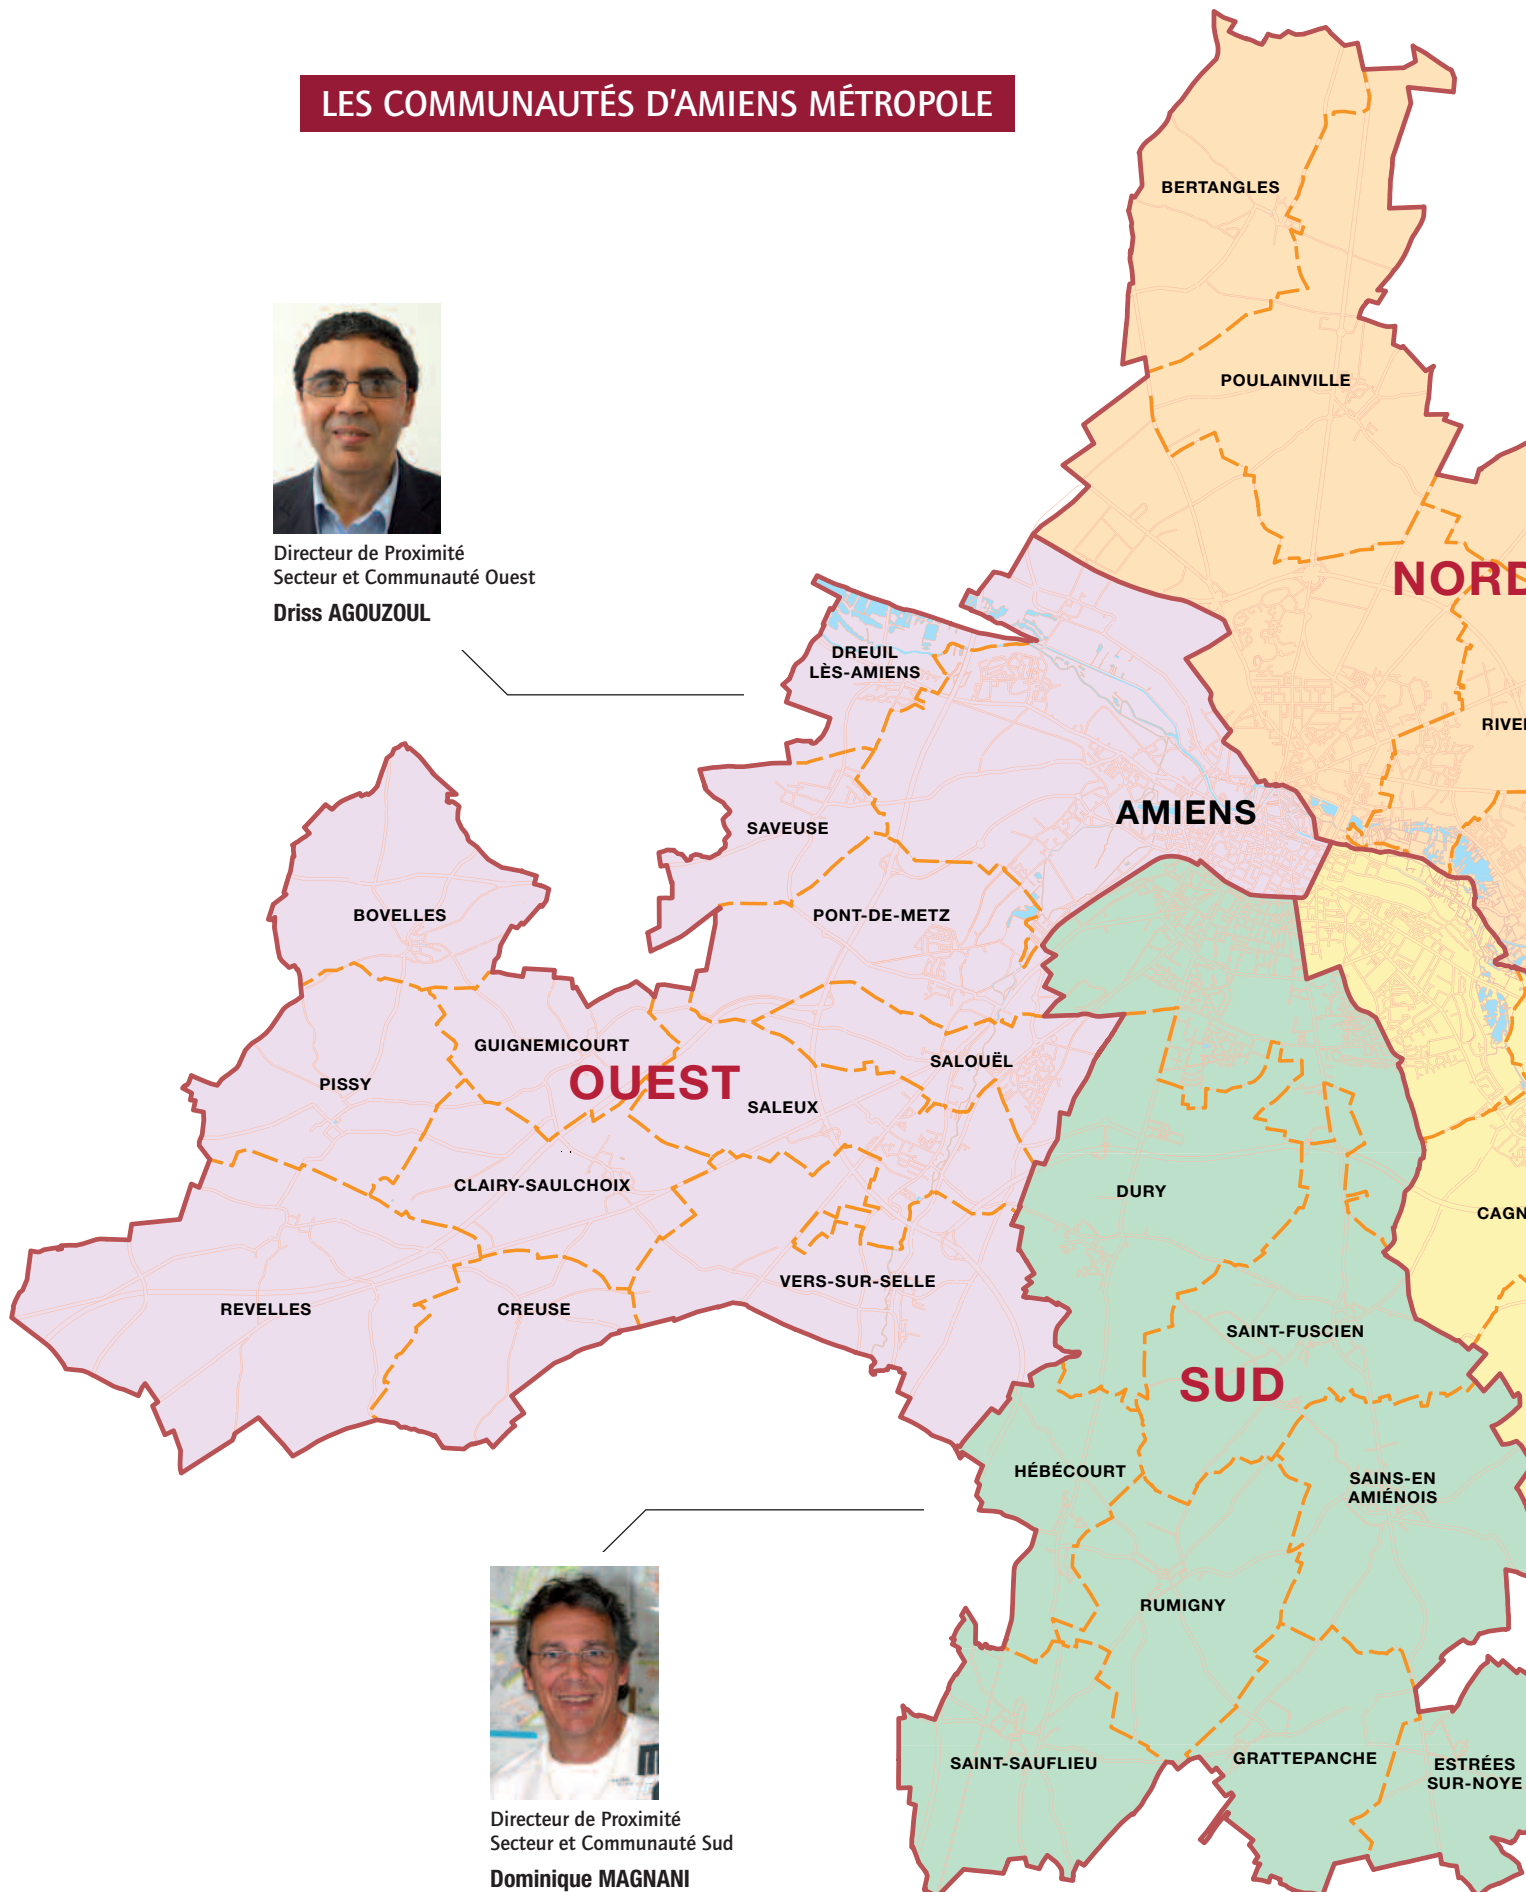 LES COMMUNAUTÉS D'AMIENS MÉTROPOLE
BERTANGLES
POULAINVILLE
Directeur de Proximité
Secteur et Communauté Ouest
Driss AGOUZOUL
NORD
DREUIL
LÈS-AMIENS
RIVE
AMIENS
SAVEUSE
BOVELLES
PONT-DE-METZ
GUIGNEMICOURT
SALOUËL
OUEST
PISSY
SALEUX
CLAIRY-SAULCHOIX
DURY
CAGN
VERS-SUR-SELLE
REVELLES
CREUSE
SAINT-FUSCIEN
SUD
HÉBÉCOURT
SAINS-EN
AMIÉNOIS
RUMIGNY
SAINT-SAUFLIEU
GRATTEPANCHE
ESTRÉES
SUR-NOYE
Directeur de Proximité
Secteur et Communauté Sud
Dominique MAGNANI